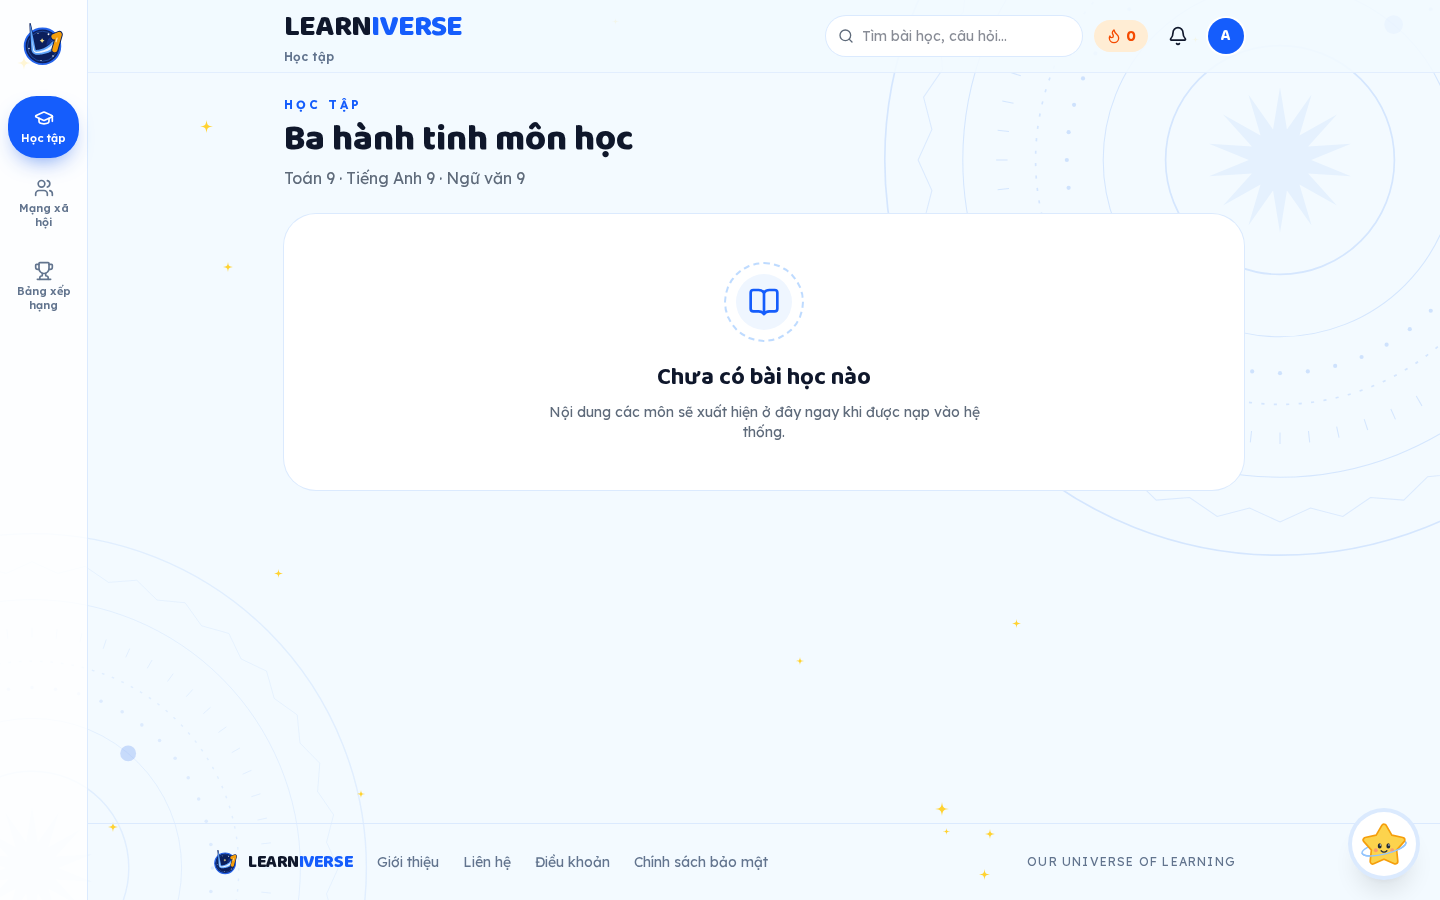 LEARNIVERSE
Học tập
Tìm bài học, câu hỏi...
0
A
Học tập
Mạng xã
hội
Bảng xếp
hạng
HỌC TẬP
Ba hành tinh môn học
Toán 9 · Tiếng Anh 9 · Ngữ văn 9
Chưa có bài học nào
Nội dung các môn sẽ xuất hiện ở đây ngay khi được nạp vào hệ
thống.
LEARNIVERSE
Giới thiệu
Liên hệ
Điều khoản
Chính sách bảo mật
OUR UNIVERSE OF LEARNING